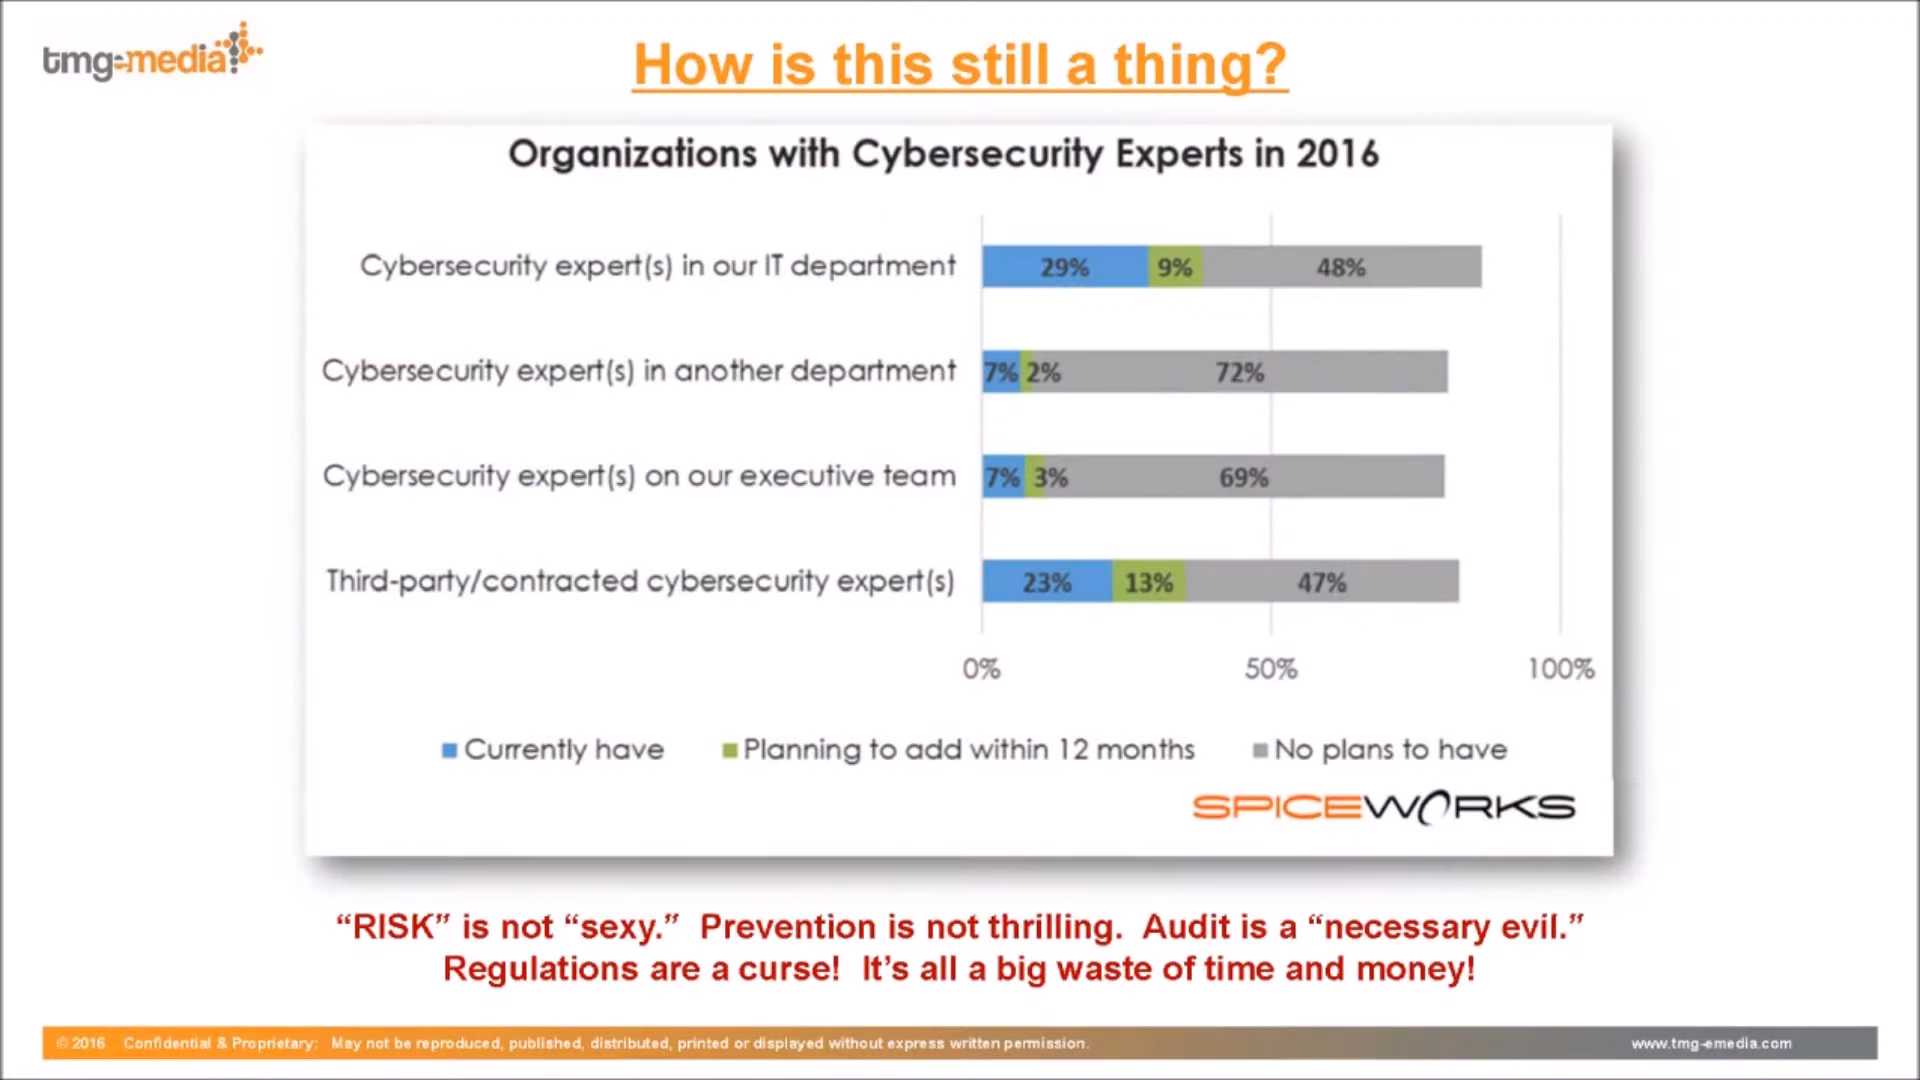 tmg-emedia
How is this still a thing?
Organizations with Cybersecurity Experts in 2016
Cybersecurity expert(s) in our IT department 29% 9% 48%
Cybersecurity expert(s) in another department 7% 2% 72%
Cybersecurity expert(s) on our executive team 7% 3% 69%
Third-party/contracted cybersecurity expert(s) 23% 13% 47%
0% 50% 100%
Currently have Planning to add within 12 months No plans to have
SPICEWORKS
“RISK” is not “sexy.” Prevention is not thrilling. Audit is a “necessary evil.”
Regulations are a curse! It’s all a big waste of time and money!
© 2016 Confidential & Proprietary: May not be reproduced, published, distributed, printed or displayed without express written permission. www.tmg-emedia.com